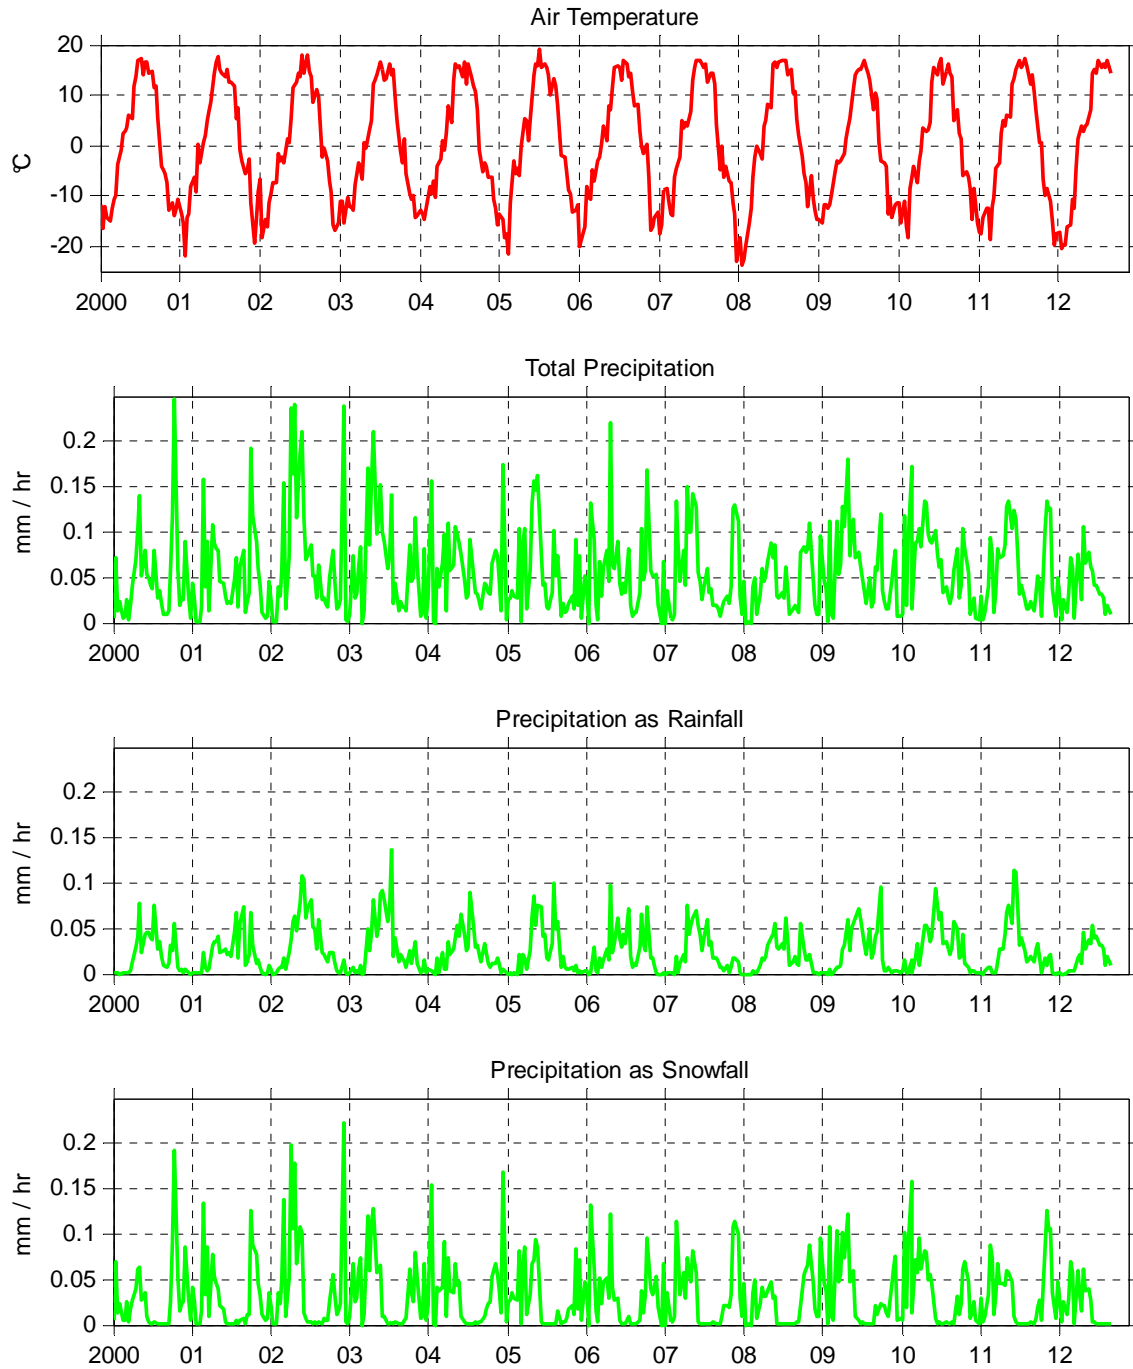 Air Temperature
20
10
0
-10
-20
°C
2000 01 02 03 04 05 06 07 08 09 10 11 12
Total Precipitation
0.2
0.15
0.1
0.05
0
mm / hr
2000 01 02 03 04 05 06 07 08 09 10 11 12
Precipitation as Rainfall
0.2
0.15
0.1
0.05
0
mm / hr
2000 01 02 03 04 05 06 07 08 09 10 11 12
Precipitation as Snowfall
0.2
0.15
0.1
0.05
0
mm / hr
2000 01 02 03 04 05 06 07 08 09 10 11 12